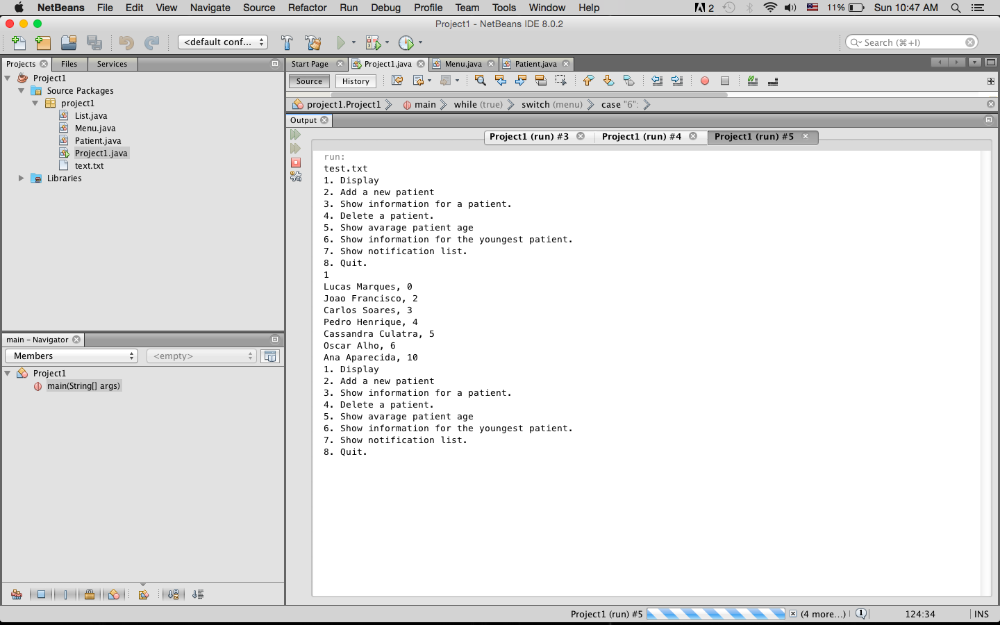 NetBeans File Edit View Navigate Source Refactor Run Debug Profile Team Tools Window Help 2 11% Sun 10:47 AM
Project1 - NetBeans IDE 8.0.2
<default conf... Search (⌘+I)
Projects Files Services
Project1
Source Packages
project1
List.java
Menu.java
Patient.java
Project1.java
text.txt
Libraries
main - Navigator
Members <empty>
Project1
main(String[] args)
Start Page Project1.java Menu.java Patient.java
Source History
project1.Project1 main while (true) switch (menu) case "6":
Output
Project1 (run) #3 Project1 (run) #4 Project1 (run) #5
run:
test.txt
1. Display
2. Add a new patient
3. Show information for a patient.
4. Delete a patient.
5. Show avarage patient age
6. Show information for the youngest patient.
7. Show notification list.
8. Quit.
1
Lucas Marques, 0
Joao Francisco, 2
Carlos Soares, 3
Pedro Henrique, 4
Cassandra Culatra, 5
Oscar Alho, 6
Ana Aparecida, 10
1. Display
2. Add a new patient
3. Show information for a patient.
4. Delete a patient.
5. Show avarage patient age
6. Show information for the youngest patient.
7. Show notification list.
8. Quit.
Project1 (run) #5 (4 more...) 1 124:34 INS